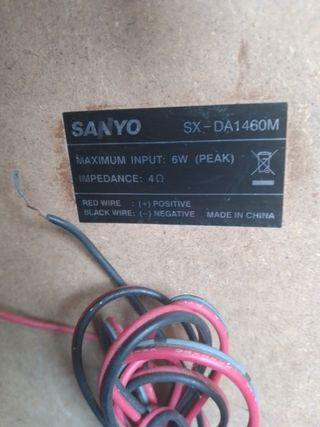 SANYO SX-DA1460M
MAXIMUM INPUT: 6W (PEAK)
IMPEDANCE: 4Ω
RED WIRE : (+) POSITIVE
BLACK WIRE: (−) NEGATIVE MADE IN CHINA